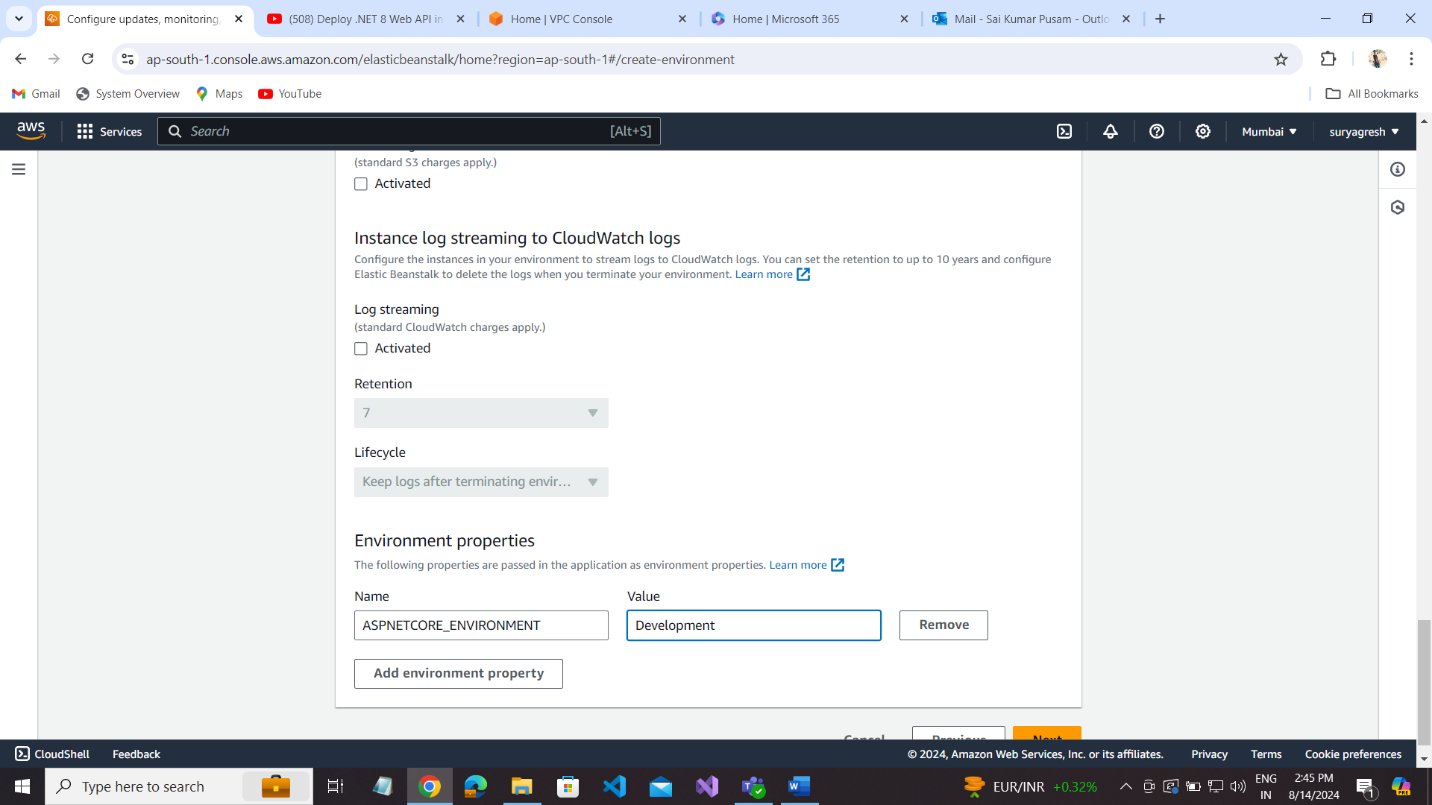 Configure updates, monitoring,
(508) Deploy .NET 8 Web API in
Home | VPC Console
Home | Microsoft 365
Mail - Sai Kumar Pusam - Outlo
ap-south-1.console.aws.amazon.com/elasticbeanstalk/home?region=ap-south-1#/create-environment
Gmail
System Overview
Maps
YouTube
All Bookmarks
aws
Services
Search
[Alt+S]
Mumbai
suryagresh
(standard S3 charges apply.)
Activated
Instance log streaming to CloudWatch logs
Configure the instances in your environment to stream logs to CloudWatch logs. You can set the retention to up to 10 years and configure
Elastic Beanstalk to delete the logs when you terminate your environment. Learn more
Log streaming
(standard CloudWatch charges apply.)
Activated
Retention
7
Lifecycle
Keep logs after terminating envir...
Environment properties
The following properties are passed in the application as environment properties. Learn more
Name
Value
ASPNETCORE_ENVIRONMENT
Development
Remove
Add environment property
Cancel
Previous
Next
CloudShell
Feedback
© 2024, Amazon Web Services, Inc. or its affiliates.
Privacy
Terms
Cookie preferences
Type here to search
EUR/INR +0.32%
ENG
IN
2:45 PM
8/14/2024
1